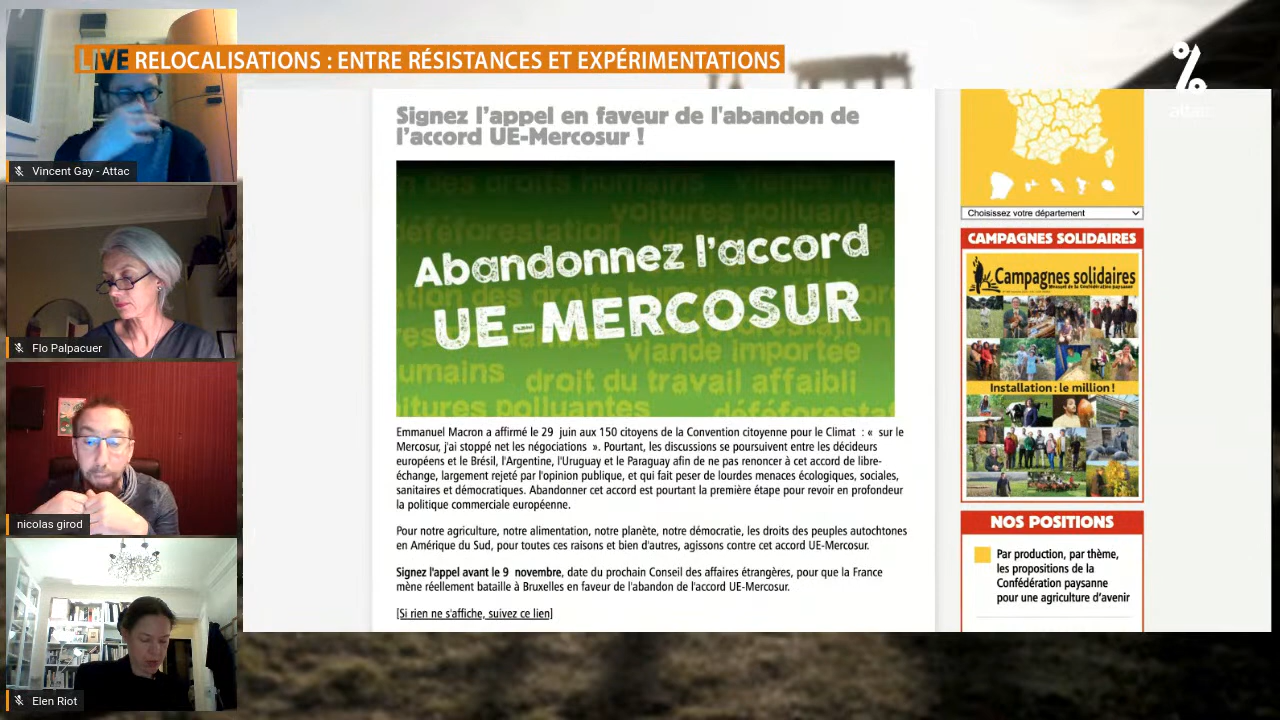 LIVE RELOCALISATIONS : ENTRE RÉSISTANCES ET EXPÉRIMENTATIONS
attac
Vincent Gay - Attac
Flo Palpacuer
nicolas girod
Elen Riot
Signez l'appel en faveur de l'abandon de
l'accord UE-Mercosur !
on des droits humains viande imp
voitures polluantes
déforestation
Abandonnez l'accord
UE-MERCOSUR
viande importée
umains droit du travail affaibli
itures polluantes déforesta
Emmanuel Macron a affirmé le 29 juin aux 150 citoyens de la Convention citoyenne pour le Climat : « sur le
Mercosur, j'ai stoppé net les négociations ». Pourtant, les discussions se poursuivent entre les décideurs
européens et le Brésil, l'Argentine, l'Uruguay et le Paraguay afin de ne pas renoncer à cet accord de libre-
échange, largement rejeté par l'opinion publique, et qui fait peser de lourdes menaces écologiques, sociales,
sanitaires et démocratiques. Abandonner cet accord est pourtant la première étape pour revoir en profondeur
la politique commerciale européenne.
Pour notre agriculture, notre alimentation, notre planète, notre démocratie, les droits des peuples autochtones
en Amérique du Sud, pour toutes ces raisons et bien d'autres, agissons contre cet accord UE-Mercosur.
Signez l'appel avant le 9 novembre, date du prochain Conseil des affaires étrangères, pour que la France
mène réellement bataille à Bruxelles en faveur de l'abandon de l'accord UE-Mercosur.
[Si rien ne s'affiche, suivez ce lien]
Choisissez votre département
CAMPAGNES SOLIDAIRES
Campagnes solidaires
Installation : le million !
NOS POSITIONS
Par production, par thème,
les propositions de la
Confédération paysanne
pour une agriculture d'avenir